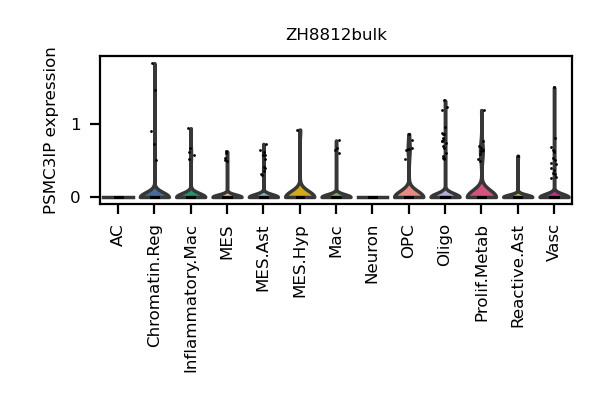 ZH8812bulk
PSMC3IP expression
1
0
AC
Chromatin.Reg
Inflammatory.Mac
MES
MES.Ast
MES.Hyp
Mac
Neuron
OPC
Oligo
Prolif.Metab
Reactive.Ast
Vasc